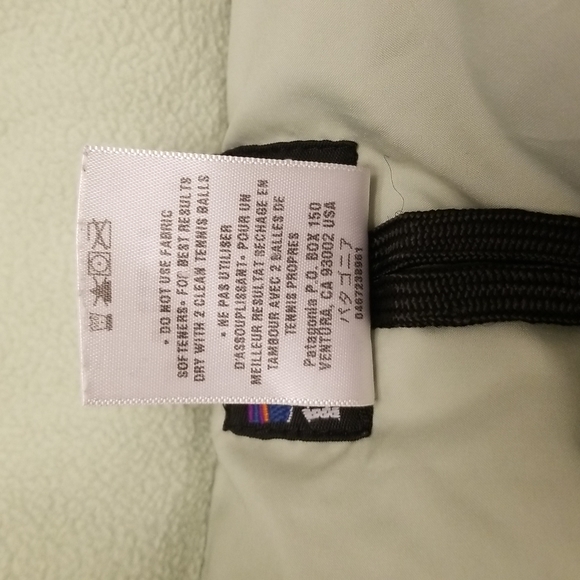 • DO NOT USE FABRIC
SOFTENERS• FOR BEST RESULTS
DRY WITH 2 CLEAN TENNIS BALLS
• NE PAS UTILISER
D'ASSOUPLISSANT• POUR UN
MEILLEUR RESULTAT SECHAGE EN
TAMBOUR AVEC 2 BALLES DE
TENNIS PROPRES
Patagonia P.O. BOX 150
VENTURA, CA 93002 USA
パタゴニア
0467238961